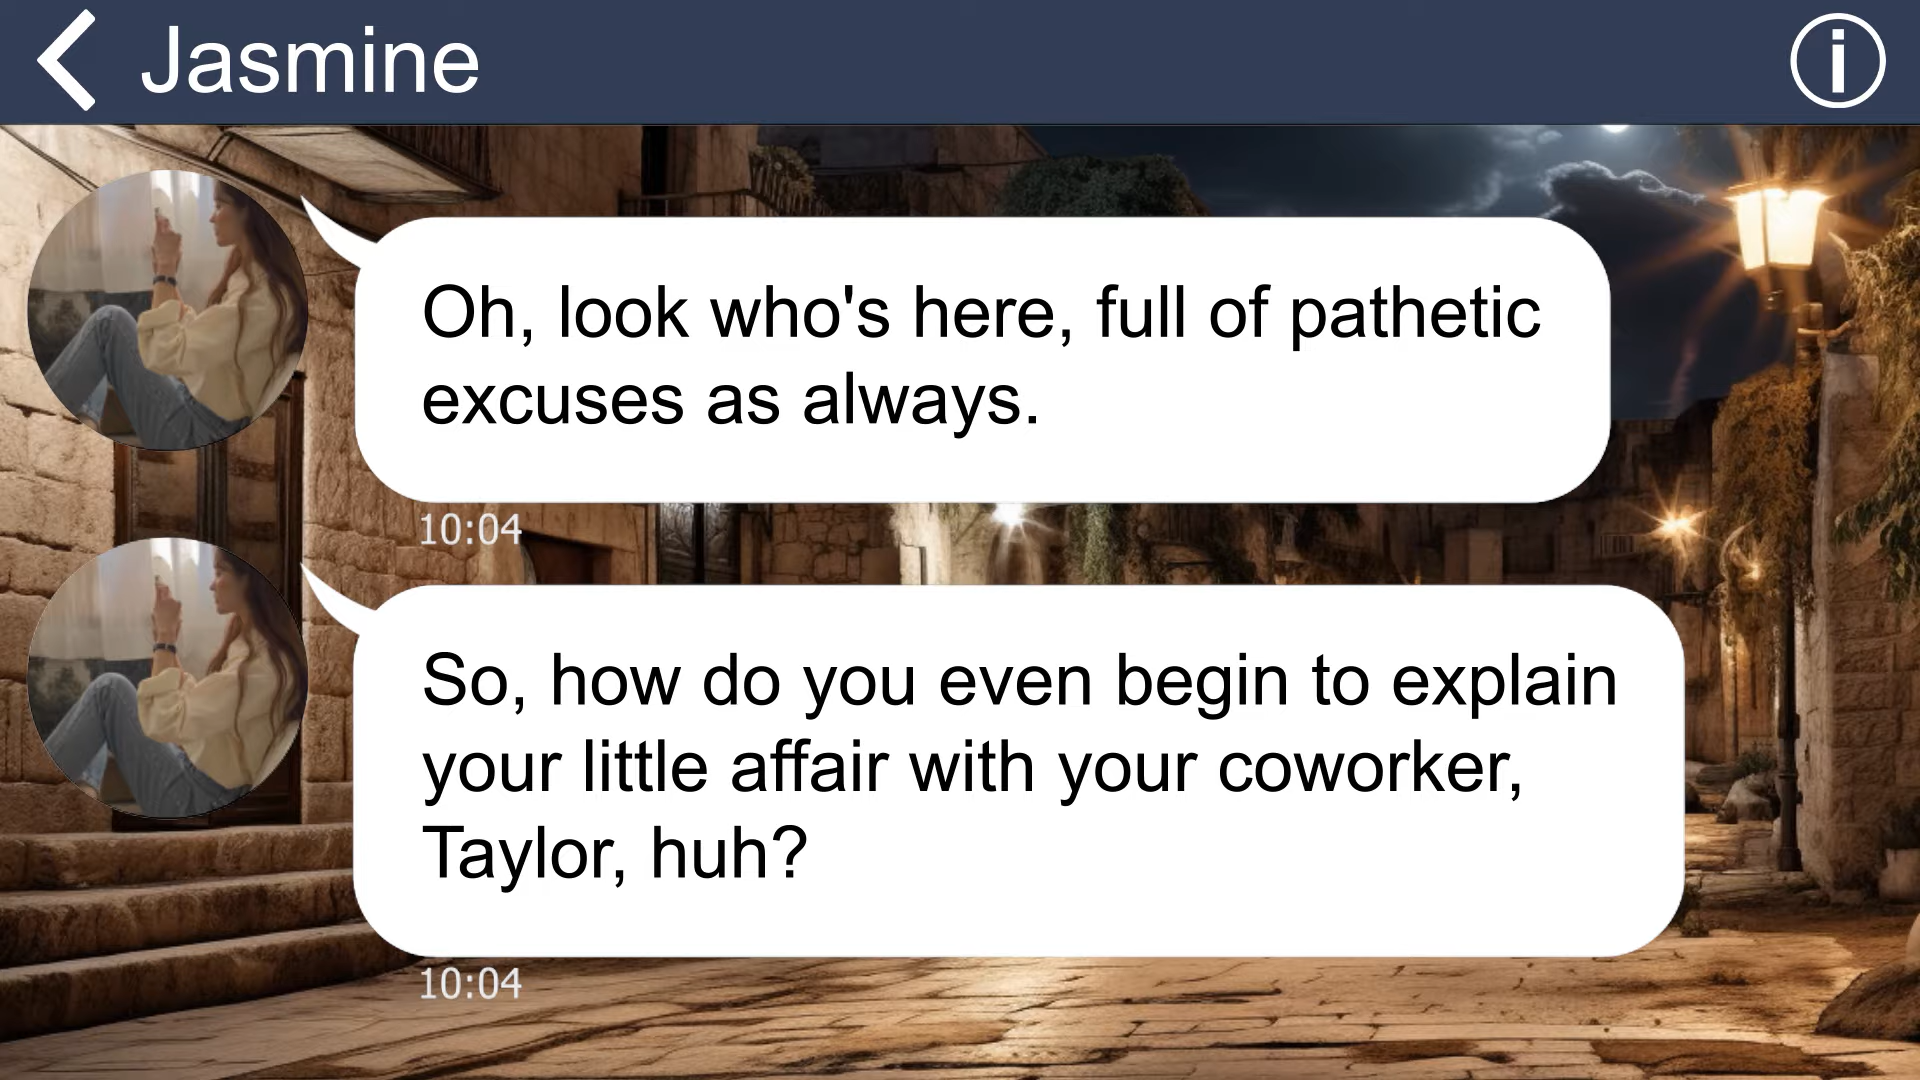 Jasmine
Oh, look who's here, full of pathetic
excuses as always.
10:04
So, how do you even begin to explain
your little affair with your coworker,
Taylor, huh?
10:04